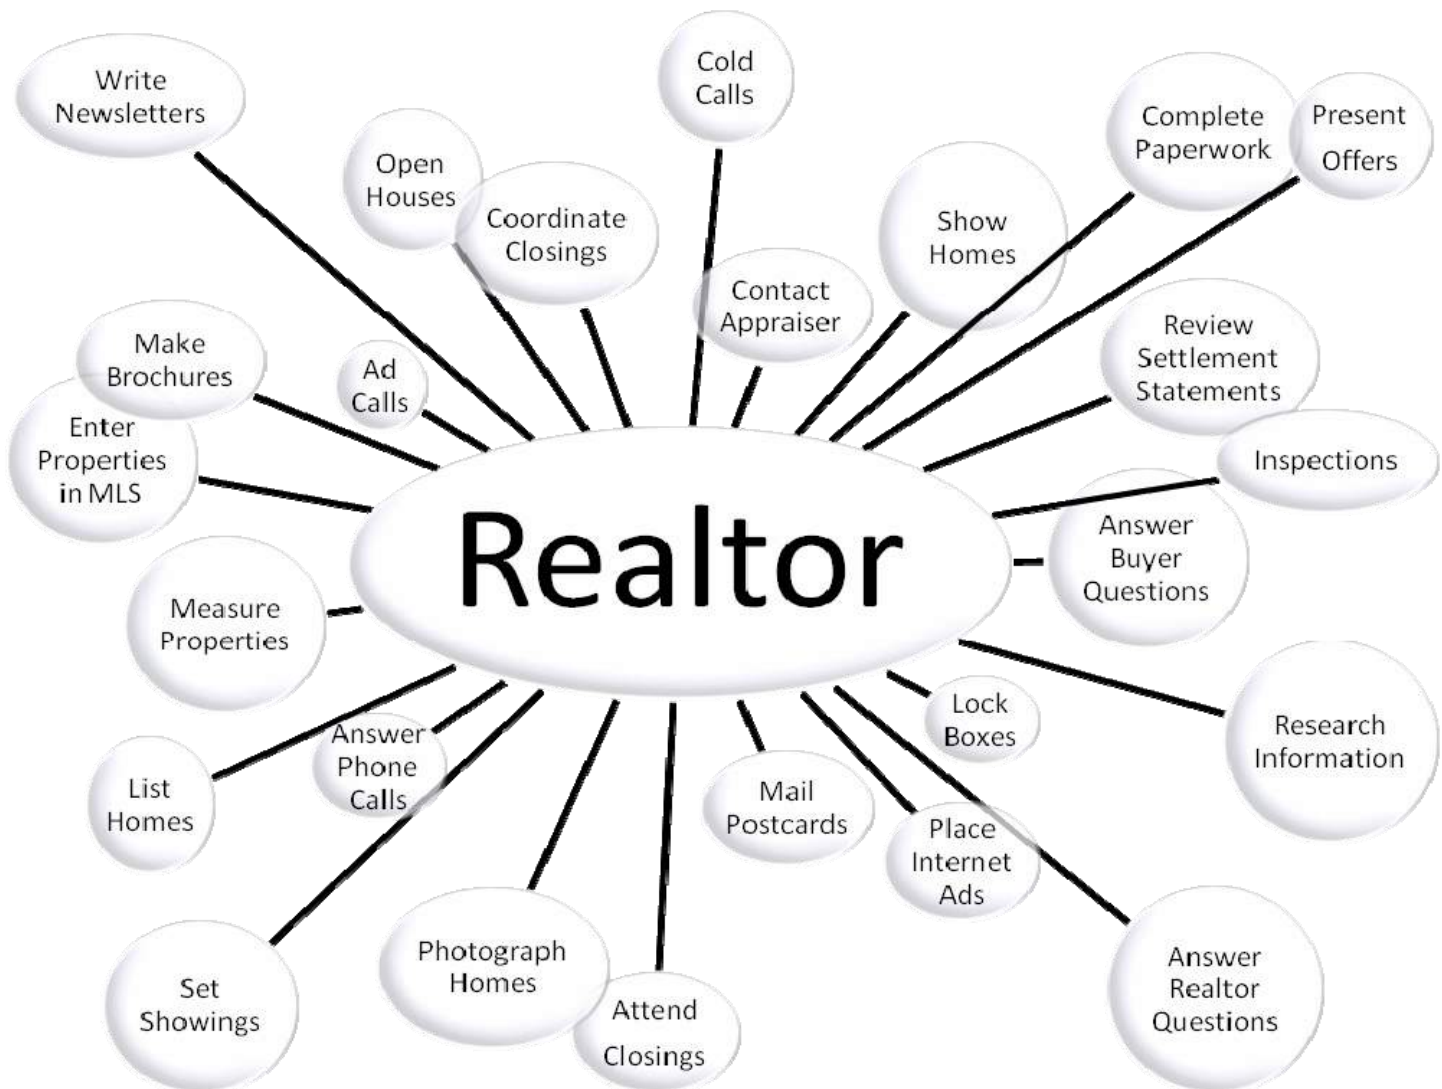 Write
Newsletters
Open
Houses
Coordinate
Closings
Cold
Calls
Contact
Appraiser
Show
Homes
Complete
Paperwork
Present
Offers
Make
Brochures
Ad
Calls
Review
Settlement
Statements
Enter
Properties
in MLS
Inspections
Realtor
Answer
Buyer
Questions
Measure
Properties
List
Homes
Answer
Phone
Calls
Mail
Postcards
Lock
Boxes
Research
Information
Place
Internet
Ads
Set
Showings
Photograph
Homes
Attend
Closings
Answer
Realtor
Questions